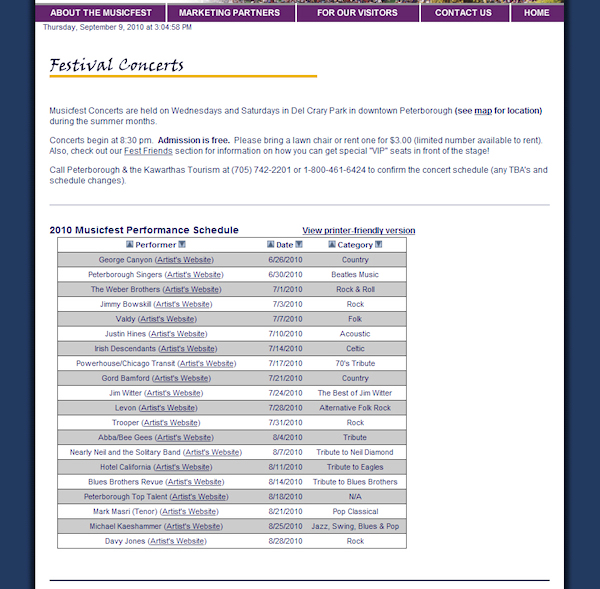 ABOUT THE MUSICFEST MARKETING PARTNERS FOR OUR VISITORS CONTACT US HOME
Thursday, September 9, 2010 at 3:04:58 PM
Festival Concerts
Musicfest Concerts are held on Wednesdays and Saturdays in Del Crary Park in downtown Peterborough (see map for location)
during the summer months.
Concerts begin at 8:30 pm. Admission is free. Please bring a lawn chair or rent one for $3.00 (limited number available to rent).
Also, check out our Fest Friends section for information on how you can get special "VIP" seats in front of the stage!
Call Peterborough & the Kawarthas Tourism at (705) 742-2201 or 1-800-461-6424 to confirm the concert schedule (any TBA's and
schedule changes).
2010 Musicfest Performance Schedule View printer-friendly version
Performer Date Category
George Canyon (Artist's Website) 6/26/2010 Country
Peterborough Singers (Artist's Website) 6/30/2010 Beatles Music
The Weber Brothers (Artist's Website) 7/1/2010 Rock & Roll
Jimmy Bowskill (Artist's Website) 7/3/2010 Rock
Valdy (Artist's Website) 7/7/2010 Folk
Justin Hines (Artist's Website) 7/10/2010 Acoustic
Irish Descendants (Artist's Website) 7/14/2010 Celtic
Powerhouse/Chicago Transit (Artist's Website) 7/17/2010 70's Tribute
Gord Bamford (Artist's Website) 7/21/2010 Country
Jim Witter (Artist's Website) 7/24/2010 The Best of Jim Witter
Levon (Artist's Website) 7/28/2010 Alternative Folk Rock
Trooper (Artist's Website) 7/31/2010 Rock
Abba/Bee Gees (Artist's Website) 8/4/2010 Tribute
Nearly Neil and the Solitary Band (Artist's Website) 8/7/2010 Tribute to Neil Diamond
Hotel California (Artist's Website) 8/11/2010 Tribute to Eagles
Blues Brothers Revue (Artist's Website) 8/14/2010 Tribute to Blues Brothers
Peterborough Top Talent (Artist's Website) 8/18/2010 N/A
Mark Masri (Tenor) (Artist's Website) 8/21/2010 Pop Classical
Michael Kaeshammer (Artist's Website) 8/25/2010 Jazz, Swing, Blues & Pop
Davy Jones (Artist's Website) 8/28/2010 Rock